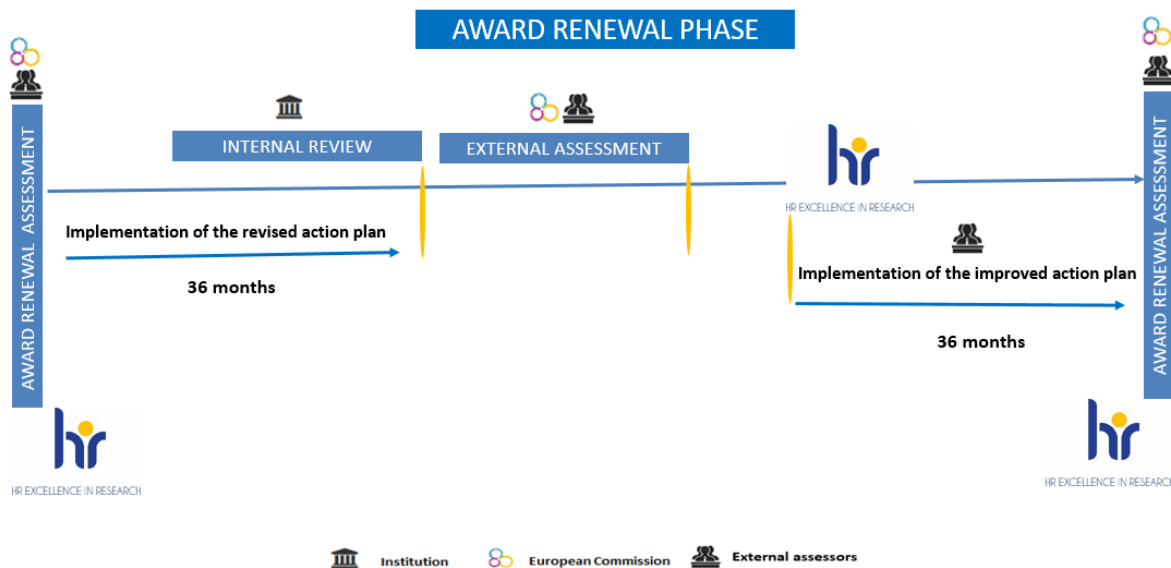 AWARD RENEWAL PHASE
AWARD RENEWAL ASSESSMENT
INTERNAL REVIEW
EXTERNAL ASSESSMENT
hr
HR EXCELLENCE IN RESEARCH
Implementation of the revised action plan
36 months
Implementation of the improved action plan
36 months
AWARD RENEWAL ASSESSMENT
hr
HR EXCELLENCE IN RESEARCH
hr
HR EXCELLENCE IN RESEARCH
Institution
European Commission
External assessors